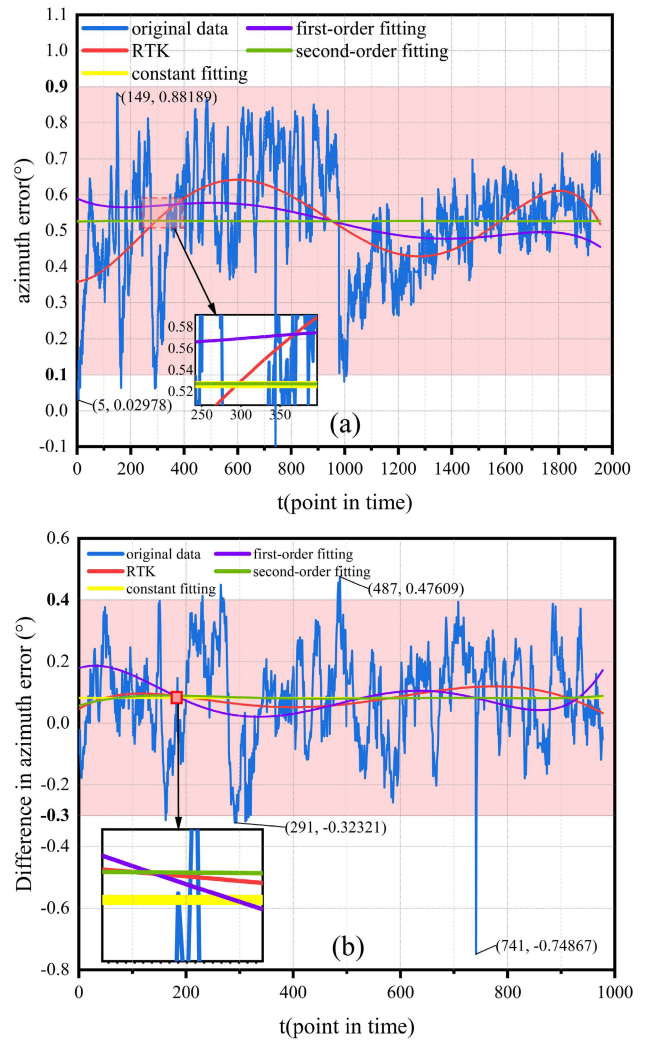 1.1
1.0
0.9
0.8
0.7
0.6
0.5
0.4
0.3
0.2
0.1
0.0
-0.1
azimuth error(°)
original data
first-order fitting
RTK
second-order fitting
constant fitting
(149, 0.88189)
(5, 0.02978)
0.58
0.56
0.54
0.52
250 300 350
(a)
0 200 400 600 800 1000 1200 1400 1600 1800 2000
t(point in time)
0.6
0.4
0.2
0.0
-0.2
-0.3
-0.4
-0.6
-0.8
Difference in azimuth error (°)
original data
first-order fitting
RTK
second-order fitting
constant fitting
(487, 0.47609)
(291, -0.32321)
(741, -0.74867)
(b)
0 200 400 600 800 1000
t(point in time)